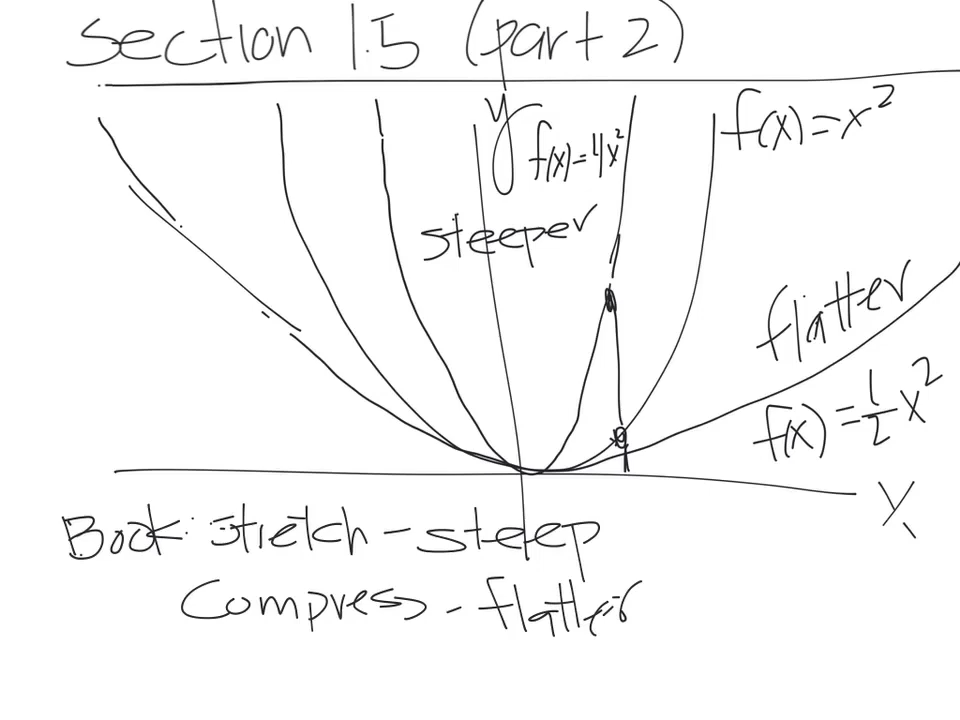 Section 1.5 (part 2)
y
f(x)=4x²
f(x)=x²
steeper
flatter
f(x)=½x²
x
Book: stretch - steep
Compress - flatter